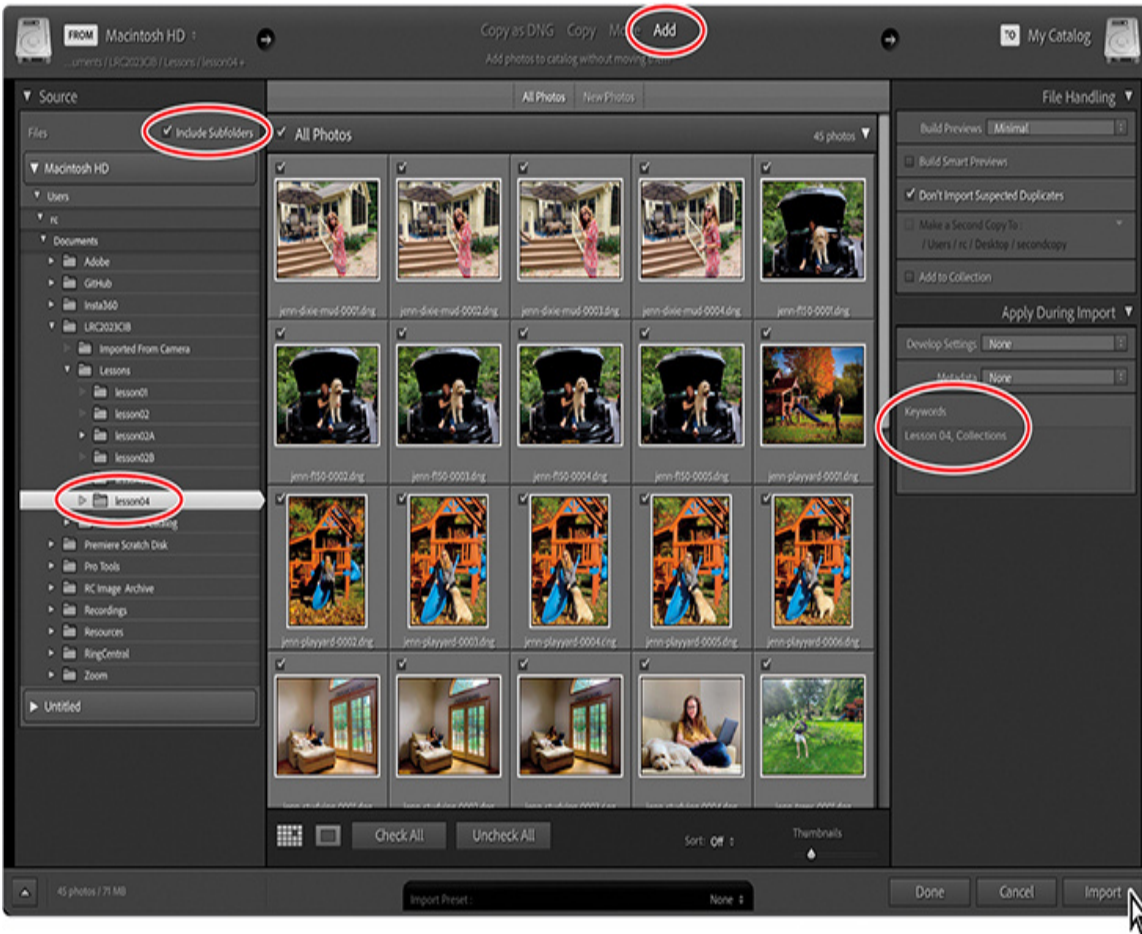 FROM Macintosh HD
...uments / LRC2023CIB / Lessons / lesson04 +
Copy as DNG Copy Move Add
Add photos to catalog without moving them
TO My Catalog
Source
Files Include Subfolders
Macintosh HD
Users
rc
Documents
Adobe
GitHub
Insta360
LRC2023CIB
Imported From Camera
Lessons
lesson01
lesson02
lesson02A
lesson02B
lesson04
Premiere Scratch Disk
Pro Tools
RC Image Archive
Recordings
Resources
RingCentral
Zoom
Untitled
All Photos New Photos
All Photos 45 photos
jenn-dixie-mud-0001.dng jenn-dixie-mud-0002.dng jenn-dixie-mud-0003.dng jenn-dixie-mud-0004.dng jenn-f150-0001.dng
jenn-f150-0002.dng jenn-f150-0003.dng jenn-f150-0004.dng jenn-f150-0005.dng jenn-playyard-0001.dng
jenn-playyard-0002.dng jenn-playyard-0003.dng jenn-playyard-0004.dng jenn-playyard-0005.dng jenn-playyard-0006.dng
Check All Uncheck All Sort: Off Thumbnails
File Handling
Build Previews Minimal
Build Smart Previews
Don't Import Suspected Duplicates
Make a Second Copy To :
/ Users / rc / Desktop / secondcopy
Add to Collection
Apply During Import
Develop Settings None
Metadata None
Keywords
Lesson 04, Collections
45 photos / 71 MB
Import Preset : None
Done Cancel Import